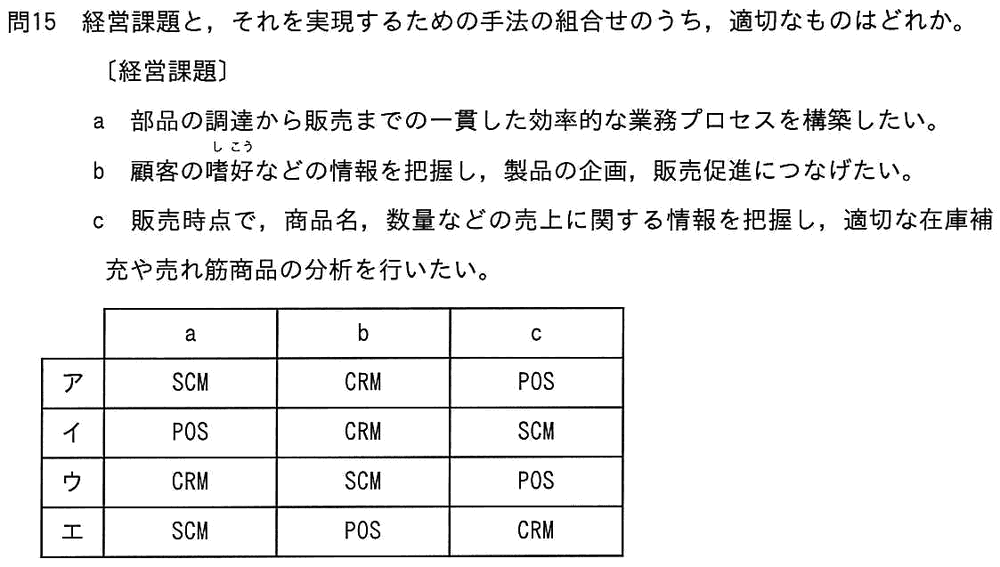 問15 経営課題と，それを実現するための手法の組合せのうち，適切なものはどれか。
〔経営課題〕
a 部品の調達から販売までの一貫した効率的な業務プロセスを構築したい。
しこう
b 顧客の嗜好などの情報を把握し，製品の企画，販売促進につなげたい。
c 販売時点で，商品名，数量などの売上に関する情報を把握し，適切な在庫補
充や売れ筋商品の分析を行いたい。
a b c
ア SCM CRM POS
イ POS CRM SCM
ウ CRM SCM POS
エ SCM POS CRM